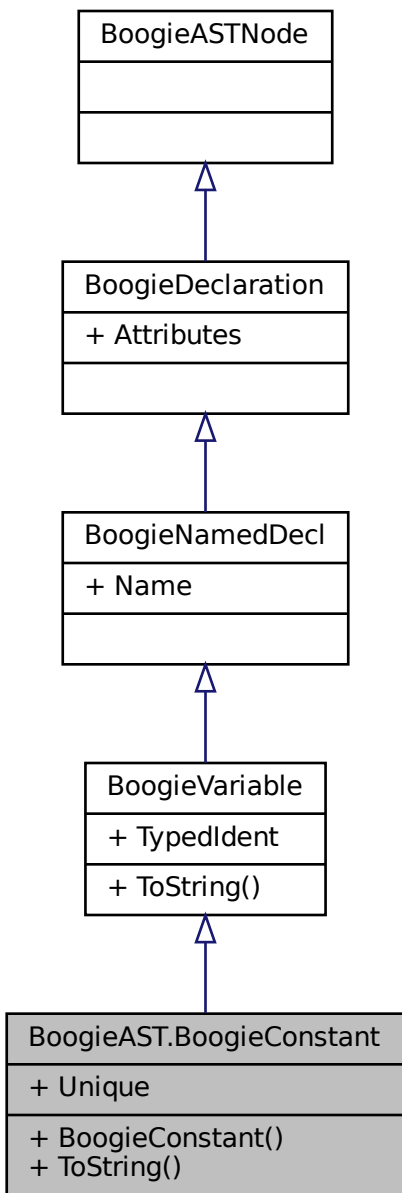 BoogieASTNode
BoogieDeclaration
+ Attributes
BoogieNamedDecl
+ Name
BoogieVariable
+ TypedIdent
+ ToString()
BoogieAST.BoogieConstant
+ Unique
+ BoogieConstant()
+ ToString()